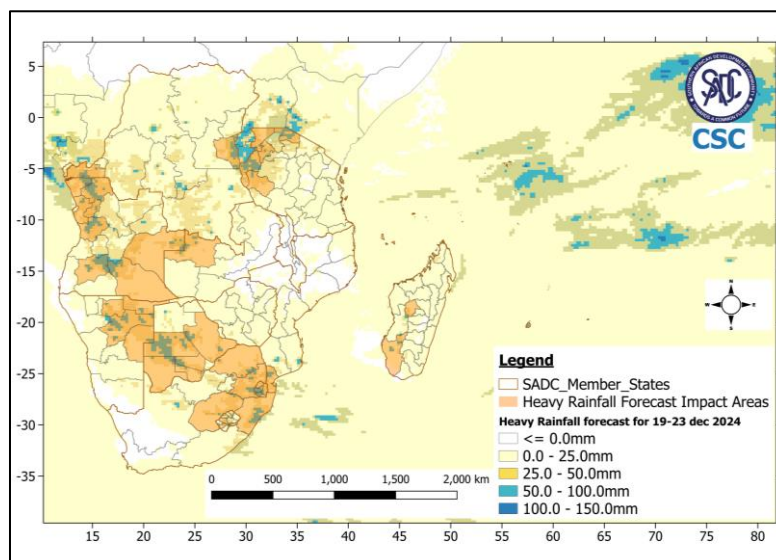 SADC
CSC
5
0
-5
-10
-15
-20
-25
-30
-35
N
W E
S
Legend
SADC_Member_States
Heavy Rainfall Forecast Impact Areas
Heavy Rainfall forecast for 19-23 dec 2024
<= 0.0mm
0.0 - 25.0mm
25.0 - 50.0mm
50.0 - 100.0mm
100.0 - 150.0mm
0 500 1,000 1,500 2,000 km
15 20 25 30 35 40 45 50 55 60 65 70 75 80